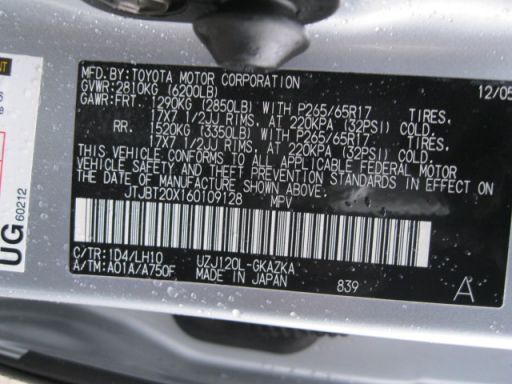 MFD.BY:TOYOTA MOTOR CORPORATION 12/05
GVWR:2810KG (6200LB)
GAWR:FRT. 1290KG (2850LB) WITH P265/65R17 TIRES,
17X7 1/2JJ RIMS, AT 220KPA (32PSI) COLD.
RR. 1520KG (3350LB) WITH P265/65R17 TIRES,
17X7 1/2JJ RIMS, AT 220KPA (32PSI) COLD.
THIS VEHICLE CONFORMS TO ALL APPLICABLE FEDERAL MOTOR
VEHICLE SAFETY AND THEFT PREVENTION STANDARDS IN EFFECT ON
THE DATE OF MANUFACTURE SHOWN ABOVE.
JTJBT20X160109128 MPV
C/TR:1D4/LH10 UZJ120L-GKAZKA
A/TM:A01A/A750F MADE IN JAPAN 839 A
UG
60212